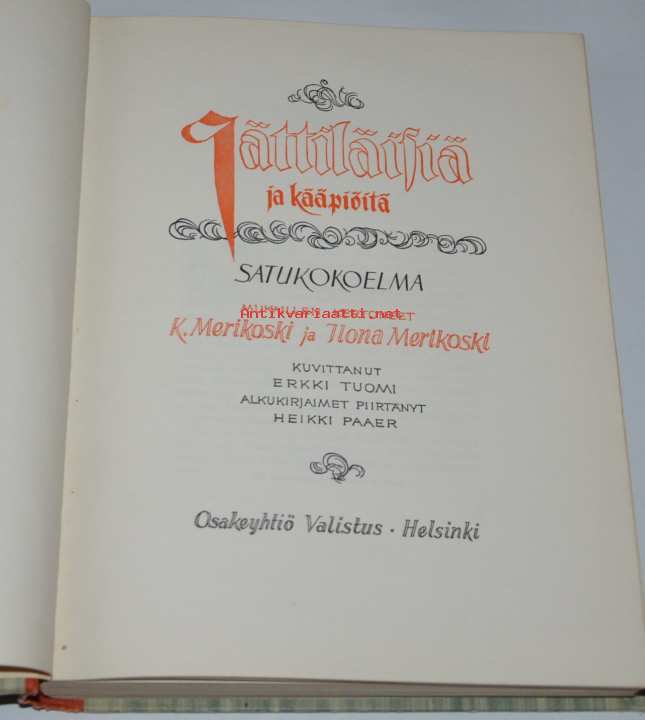 Jättiläisiä
ja kääpiöitä
SATUKOKOELMA
Antikvariaatti.net
K. Merikoski ja Ilona Merikoski
KUVITTANUT
ERKKI TUOMI
ALKUKIRJAIMET PIIRTÄNYT
HEIKKI PAAER
Osakeyhtiö Valistus · Helsinki